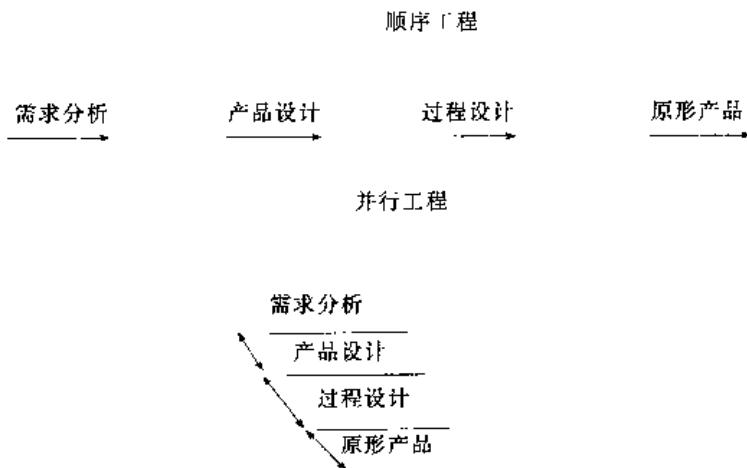 顺序工程
需求分析 产品设计 过程设计 原形产品
并行工程
需求分析
产品设计
过程设计
原形产品